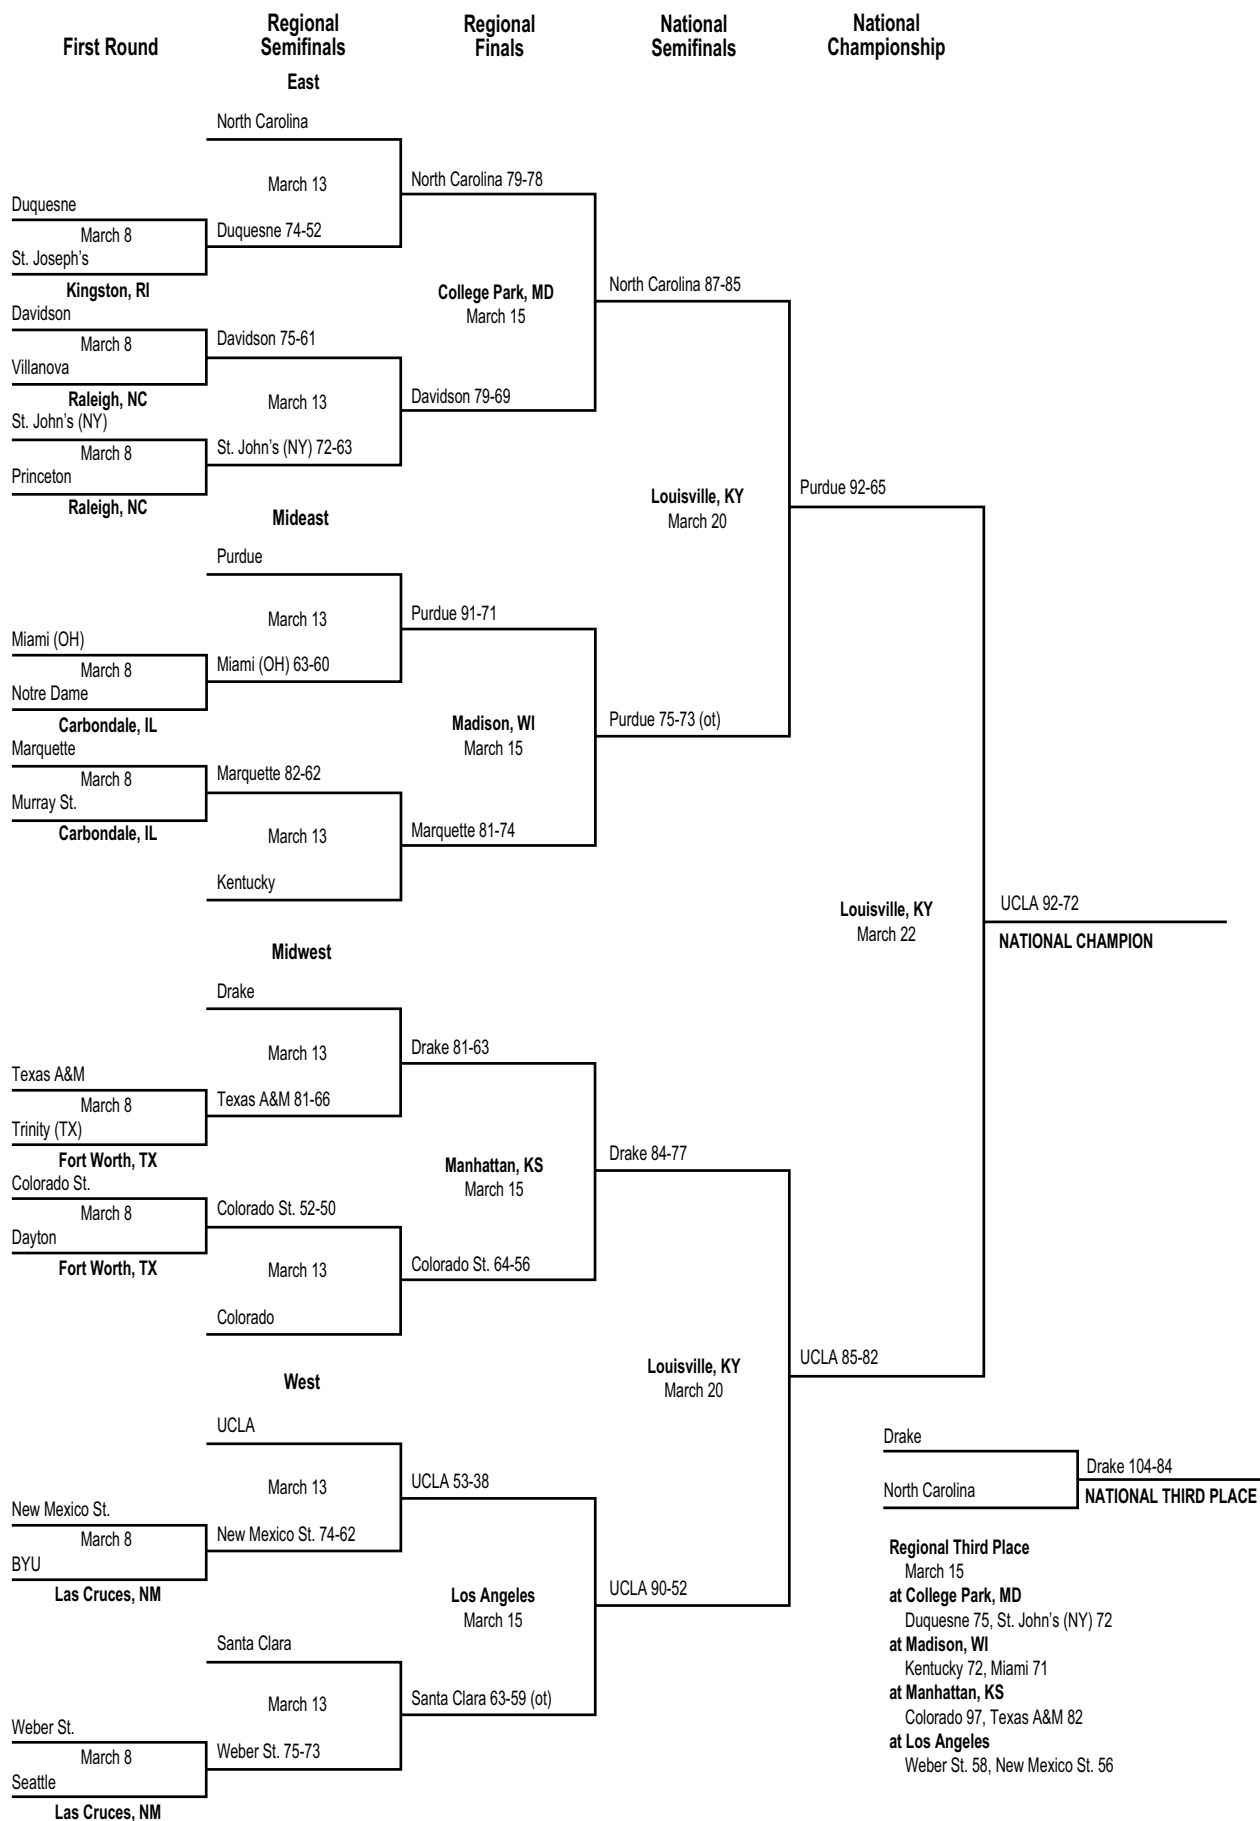 First Round
Regional
Semifinals
Regional
Finals
National
Semifinals
National
Championship
East
North Carolina
March 13
North Carolina 79-78
Duquesne
March 8
Duquesne 74-52
St. Joseph's
Kingston, RI
College Park, MD
March 15
North Carolina 87-85
Davidson
March 8
Davidson 75-61
Villanova
Raleigh, NC
March 13
Davidson 79-69
St. John's (NY)
March 8
St. John's (NY) 72-63
Princeton
Raleigh, NC
Louisville, KY
March 20
Purdue 92-65
Mideast
Purdue
March 13
Purdue 91-71
Miami (OH)
March 8
Miami (OH) 63-60
Notre Dame
Carbondale, IL
Madison, WI
March 15
Purdue 75-73 (ot)
Marquette
March 8
Marquette 82-62
Murray St.
Carbondale, IL
March 13
Marquette 81-74
Kentucky
Louisville, KY
March 22
UCLA 92-72
NATIONAL CHAMPION
Midwest
Drake
March 13
Drake 81-63
Texas A&M
March 8
Texas A&M 81-66
Trinity (TX)
Fort Worth, TX
Manhattan, KS
March 15
Drake 84-77
Colorado St.
March 8
Colorado St. 52-50
Dayton
Fort Worth, TX
March 13
Colorado St. 64-56
Colorado
Louisville, KY
March 20
UCLA 85-82
West
UCLA
March 13
UCLA 53-38
New Mexico St.
March 8
New Mexico St. 74-62
BYU
Las Cruces, NM
Los Angeles
March 15
UCLA 90-52
Santa Clara
March 13
Santa Clara 63-59 (ot)
Weber St.
March 8
Weber St. 75-73
Seattle
Las Cruces, NM
Drake
Drake 104-84
North Carolina
NATIONAL THIRD PLACE
Regional Third Place
March 15
at College Park, MD
Duquesne 75, St. John's (NY) 72
at Madison, WI
Kentucky 72, Miami 71
at Manhattan, KS
Colorado 97, Texas A&M 82
at Los Angeles
Weber St. 58, New Mexico St. 56